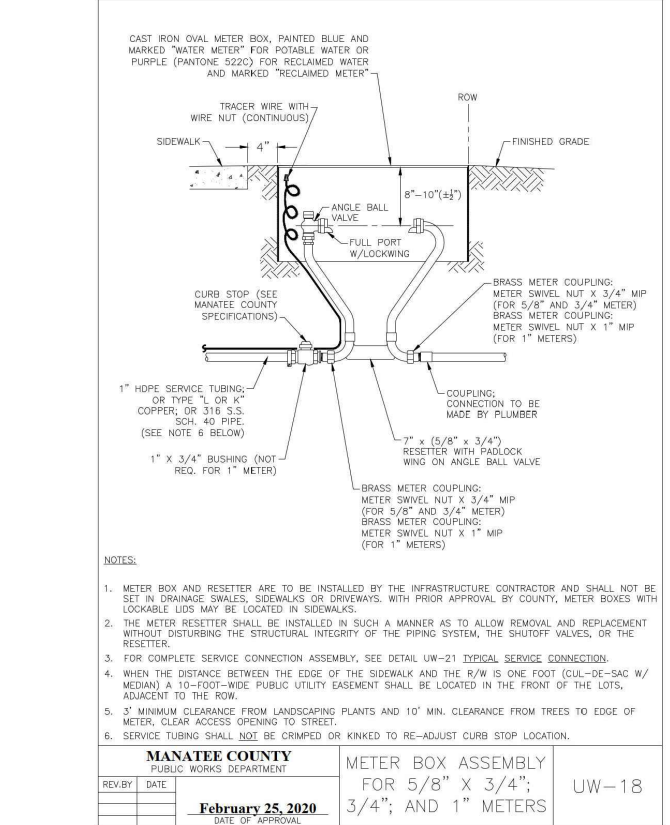 CAST IRON OVAL METER BOX, PAINTED BLUE AND
MARKED "WATER METER" FOR POTABLE WATER OR
PURPLE (PANTONE 522C) FOR RECLAIMED WATER
AND MARKED "RECLAIMED METER"
ROW
TRACER WIRE WITH
WIRE NUT (CONTINUOUS)
SIDEWALK
4"
FINISHED GRADE
8"–10"(±½")
ANGLE BALL
VALVE
FULL PORT
W/LOCKWING
BRASS METER COUPLING:
METER SWIVEL NUT X 3/4" MIP
(FOR 5/8" AND 3/4" METER)
BRASS METER COUPLING:
METER SWIVEL NUT X 1" MIP
(FOR 1" METERS)
CURB STOP (SEE
MANATEE COUNTY
SPECIFICATIONS)
1" HDPE SERVICE TUBING;
OR TYPE "L OR K"
COPPER; OR 316 S.S.
SCH. 40 PIPE.
(SEE NOTE 6 BELOW)
COUPLING;
CONNECTION TO BE
MADE BY PLUMBER
1" X 3/4" BUSHING (NOT
REQ. FOR 1" METER)
7" x (5/8" x 3/4")
RESETTER WITH PADLOCK
WING ON ANGLE BALL VALVE
BRASS METER COUPLING:
METER SWIVEL NUT X 3/4" MIP
(FOR 5/8" AND 3/4" METER)
BRASS METER COUPLING:
METER SWIVEL NUT X 1" MIP
(FOR 1" METERS)
NOTES:
1. METER BOX AND RESETTER ARE TO BE INSTALLED BY THE INFRASTRUCTURE CONTRACTOR AND SHALL NOT BE
SET IN DRAINAGE SWALES, SIDEWALKS OR DRIVEWAYS. WITH PRIOR APPROVAL BY COUNTY, METER BOXES WITH
LOCKABLE LIDS MAY BE LOCATED IN SIDEWALKS.
2. THE METER RESETTER SHALL BE INSTALLED IN SUCH A MANNER AS TO ALLOW REMOVAL AND REPLACEMENT
WITHOUT DISTURBING THE STRUCTURAL INTEGRITY OF THE PIPING SYSTEM, THE SHUTOFF VALVES, OR THE
RESETTER.
3. FOR COMPLETE SERVICE CONNECTION ASSEMBLY, SEE DETAIL UW–21 TYPICAL SERVICE CONNECTION.
4. WHEN THE DISTANCE BETWEEN THE EDGE OF THE SIDEWALK AND THE R/W IS ONE FOOT (CUL–DE–SAC W/
MEDIAN) A 10–FOOT–WIDE PUBLIC UTILITY EASEMENT SHALL BE LOCATED IN THE FRONT OF THE LOTS,
ADJACENT TO THE ROW.
5. 3' MINIMUM CLEARANCE FROM LANDSCAPING PLANTS AND 10' MIN. CLEARANCE FROM TREES TO EDGE OF
METER, CLEAR ACCESS OPENING TO STREET.
6. SERVICE TUBING SHALL NOT BE CRIMPED OR KINKED TO RE–ADJUST CURB STOP LOCATION.
MANATEE COUNTY
PUBLIC WORKS DEPARTMENT
REV.BY DATE
February 25, 2020
DATE OF APPROVAL
METER BOX ASSEMBLY
FOR 5/8" X 3/4";
3/4"; AND 1" METERS
UW–18